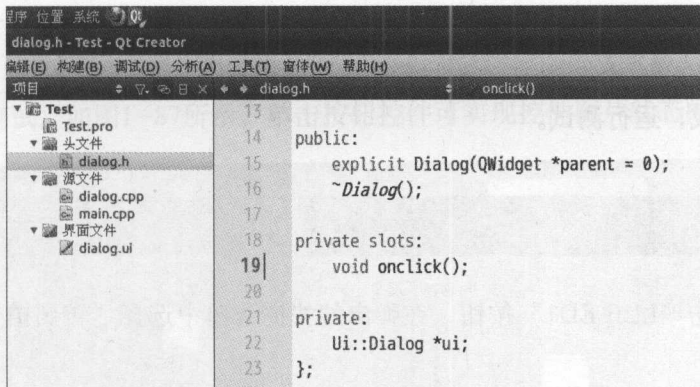 程序 位置 系统 Qt
dialog.h - Test - Qt Creator
编辑(E) 构建(B) 调试(D) 分析(A) 工具(T) 窗体(W) 帮助(H)
项目 dialog.h onclick()
Test
Test.pro
头文件
dialog.h
源文件
dialog.cpp
main.cpp
界面文件
dialog.ui
13
14 public:
15 explicit Dialog(QWidget *parent = 0);
16 ~Dialog();
17
18 private slots:
19 void onclick();
20
21 private:
22 Ui::Dialog *ui;
23 };